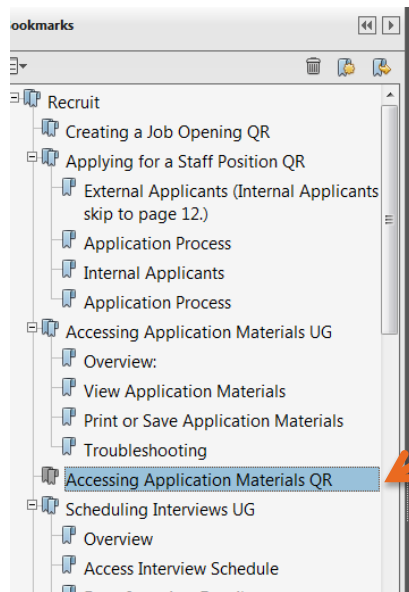 ookmarks
Recruit
Creating a Job Opening QR
Applying for a Staff Position QR
External Applicants (Internal Applicants
skip to page 12.)
Application Process
Internal Applicants
Application Process
Accessing Application Materials UG
Overview:
View Application Materials
Print or Save Application Materials
Troubleshooting
Accessing Application Materials QR
Scheduling Interviews UG
Overview
Access Interview Schedule